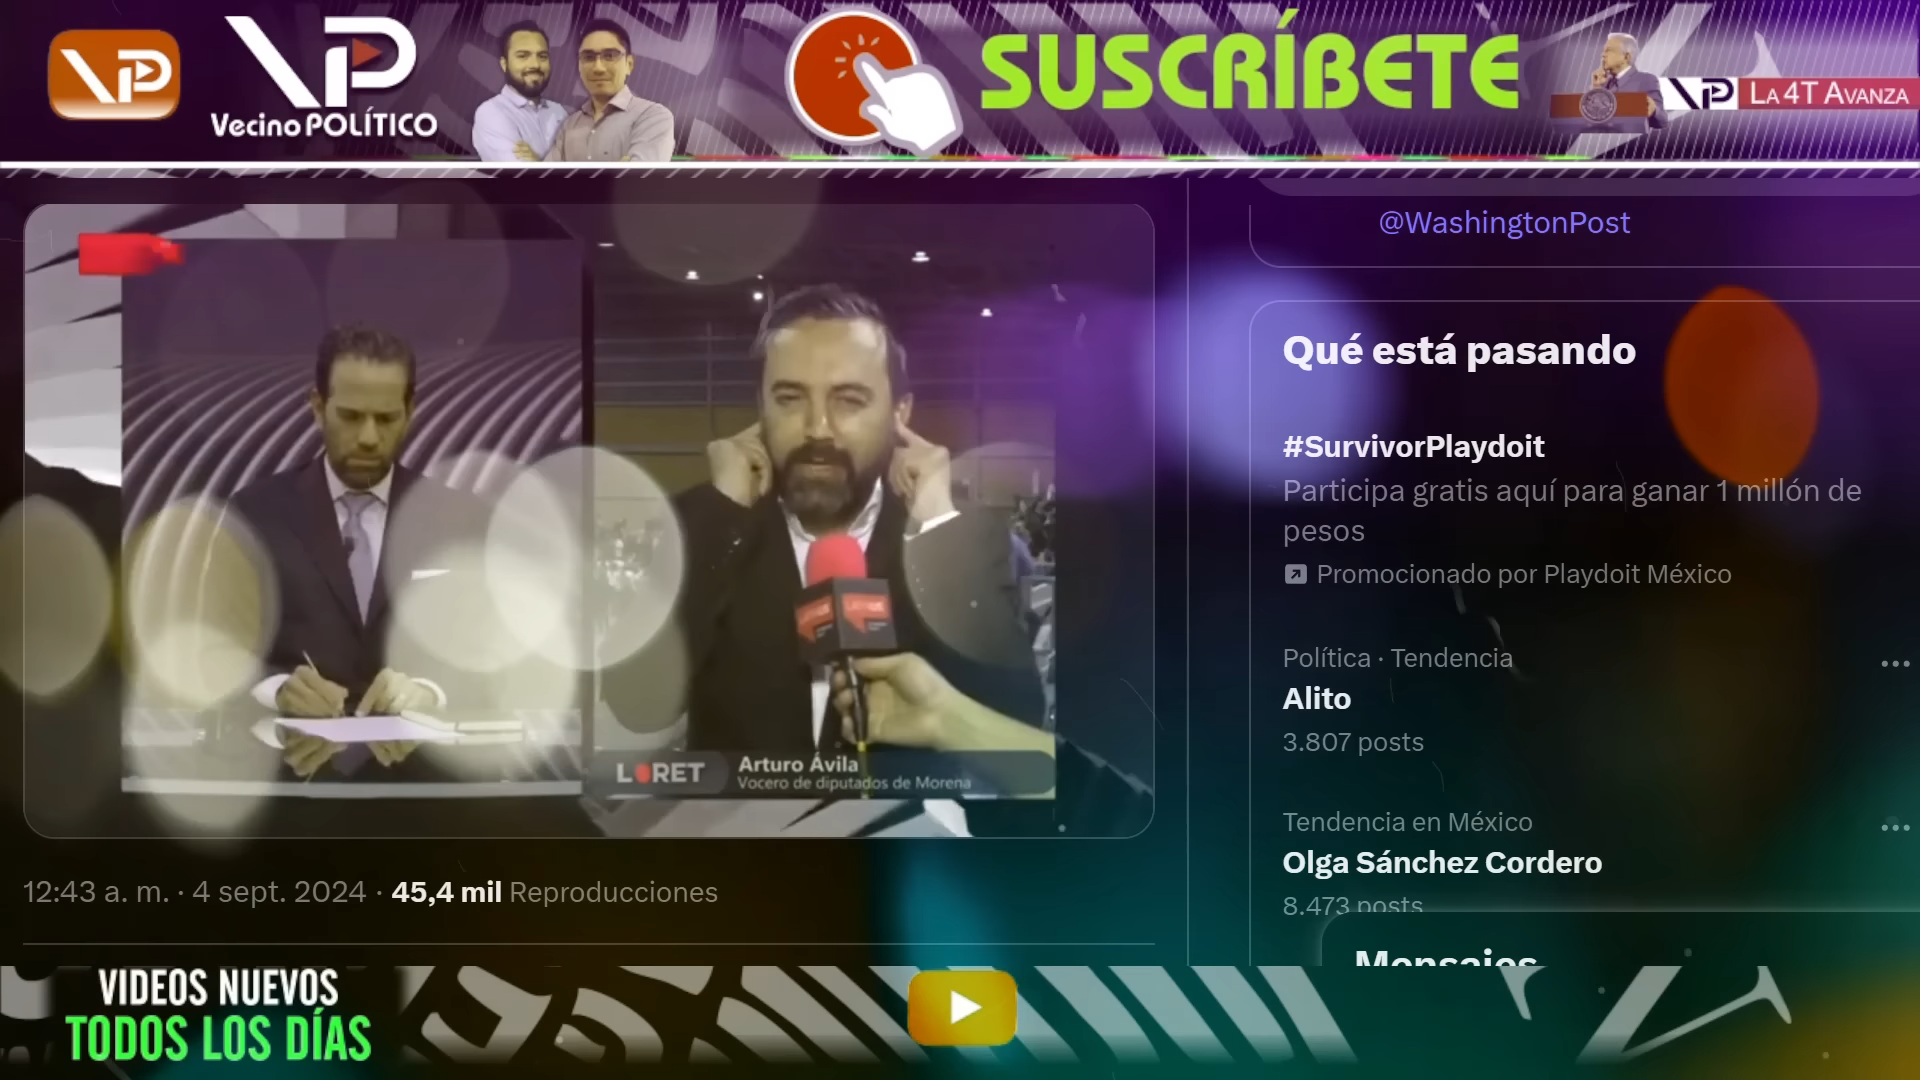 VP
VP
Vecino POLÍTICO
SUSCRÍBETE
VP LA 4T AVANZA
@WashingtonPost
Qué está pasando
#SurvivorPlaydoit
Participa gratis aquí para ganar 1 millón de
pesos
Promocionado por Playdoit México
Política · Tendencia
Alito
3.807 posts
Tendencia en México
Olga Sánchez Cordero
8.473 posts
Mensajes
LORET
Arturo Ávila
Vocero de diputados de Morena
12:43 a. m. · 4 sept. 2024 · 45,4 mil Reproducciones
VIDEOS NUEVOS
TODOS LOS DÍAS